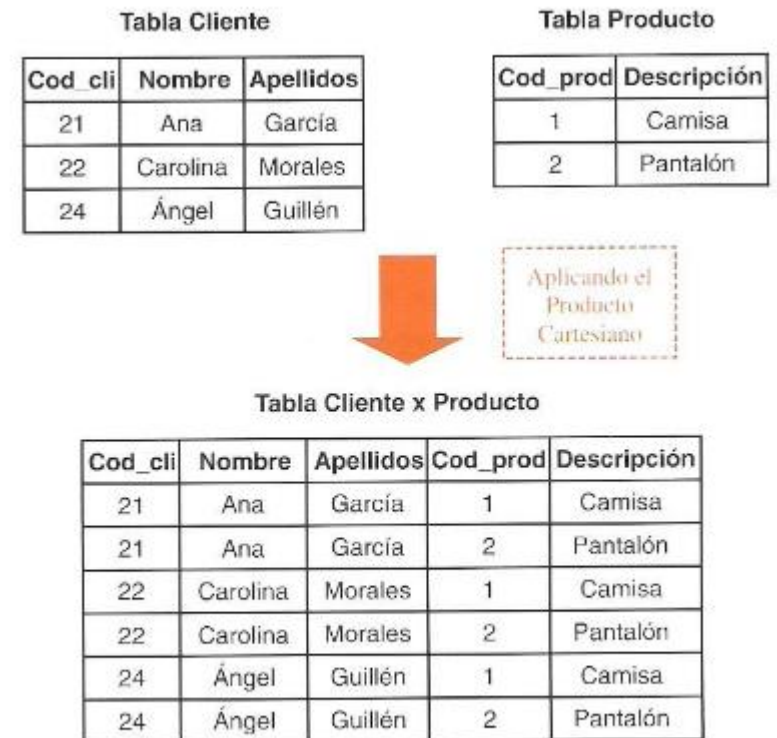 Tabla Cliente
Cod_cli Nombre Apellidos
21 Ana García
22 Carolina Morales
24 Ángel Guillén
Tabla Producto
Cod_prod Descripción
1 Camisa
2 Pantalón
Aplicando el
Producto
Cartesiano
Tabla Cliente x Producto
Cod_cli Nombre Apellidos Cod_prod Descripción
21 Ana García 1 Camisa
21 Ana García 2 Pantalón
22 Carolina Morales 1 Camisa
22 Carolina Morales 2 Pantalón
24 Ángel Guillén 1 Camisa
24 Ángel Guillén 2 Pantalón